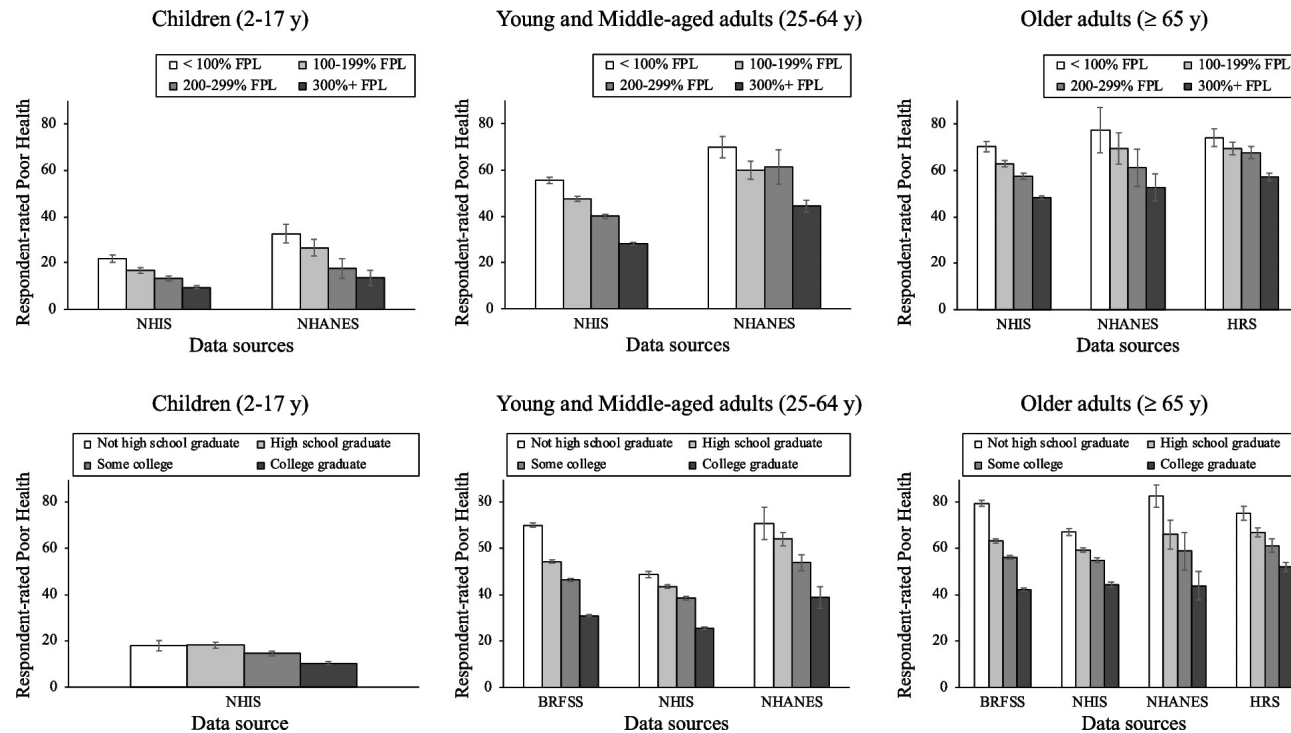 Children (2-17 y)
< 100% FPL 100-199% FPL
200-299% FPL 300%+ FPL
Respondent-rated Poor Health
80
60
40
20
0
NHIS NHANES
Data sources
Young and Middle-aged adults (25-64 y)
< 100% FPL 100-199% FPL
200-299% FPL 300%+ FPL
Respondent-rated Poor Health
80
60
40
20
0
NHIS NHANES
Data sources
Older adults (≥ 65 y)
< 100% FPL 100-199% FPL
200-299% FPL 300%+ FPL
Respondent-rated Poor Health
80
60
40
20
0
NHIS NHANES HRS
Data sources
Children (2-17 y)
Not high school graduate High school graduate
Some college College graduate
Respondent-rated Poor Health
80
60
40
20
0
NHIS
Data source
Young and Middle-aged adults (25-64 y)
Not high school graduate High school graduate
Some college College graduate
Respondent-rated Poor Health
80
60
40
20
0
BRFSS NHIS NHANES
Data sources
Older adults (≥ 65 y)
Not high school graduate High school graduate
Some college College graduate
Respondent-rated Poor Health
80
60
40
20
0
BRFSS NHIS NHANES HRS
Data sources